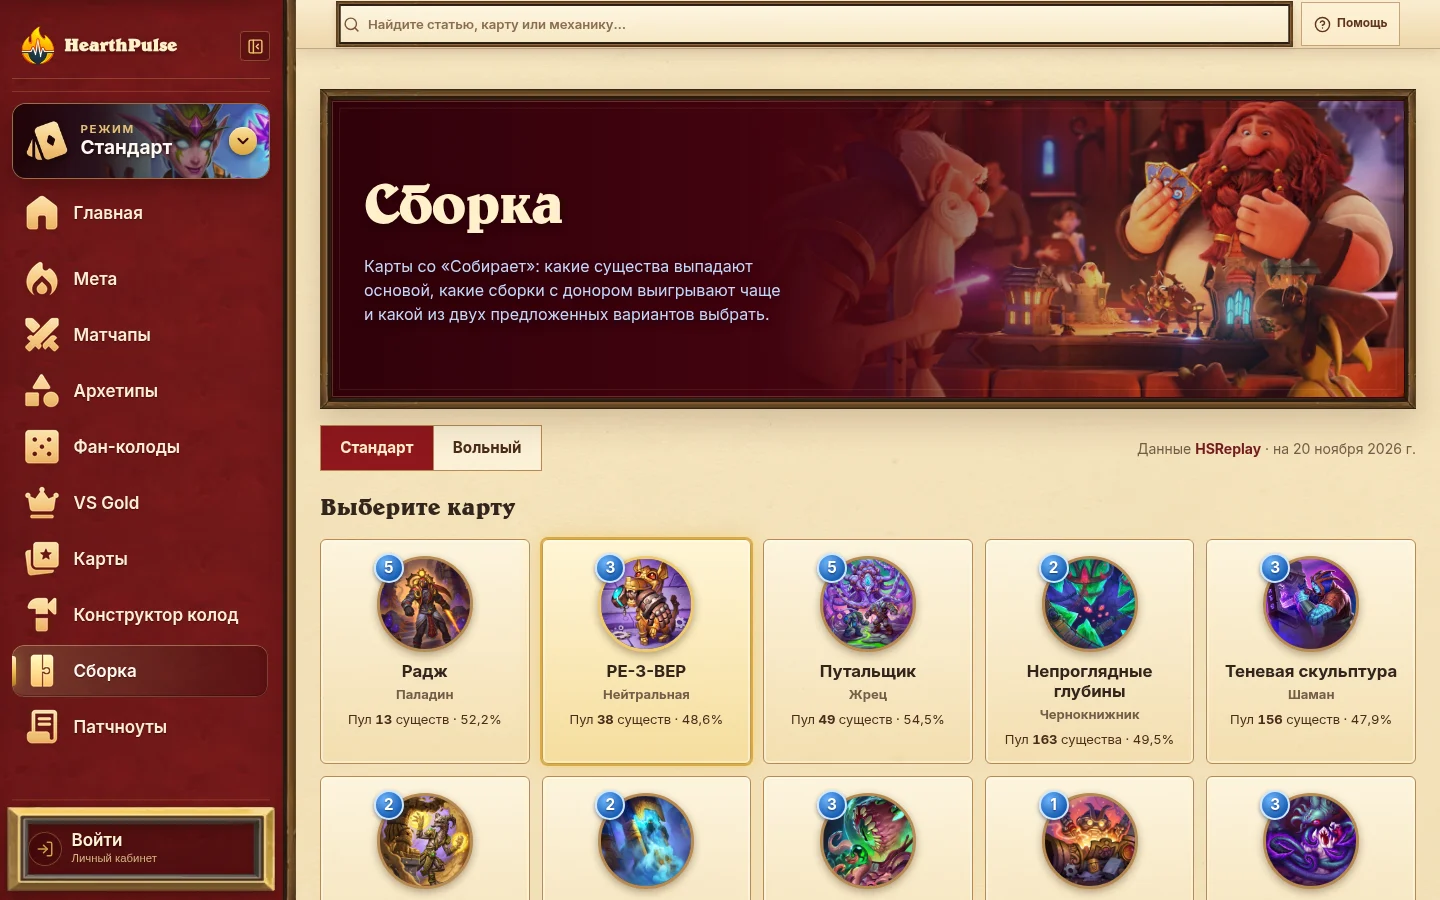 HearthPulse
РЕЖИМ
Стандарт
Главная
Мета
Матчапы
Архетипы
Фан-колоды
VS Gold
Карты
Конструктор колод
Сборка
Патчноуты
Войти
Личный кабинет
Найдите статью, карту или механику...
Помощь
Сборка
Карты со «Собирает»: какие существа выпадают
основой, какие сборки с донором выигрывают чаще
и какой из двух предложенных вариантов выбрать.
Стандарт
Вольный
Данные HSReplay · на 20 ноября 2026 г.
Выберите карту
5
Радж
Паладин
Пул 13 существ · 52,2%
3
РЕ-3-ВЕР
Нейтральная
Пул 38 существ · 48,6%
5
Путальщик
Жрец
Пул 49 существ · 54,5%
2
Непроглядные
глубины
Чернокнижник
Пул 163 существа · 49,5%
3
Теневая скульптура
Шаман
Пул 156 существ · 47,9%
2
2
3
1
3